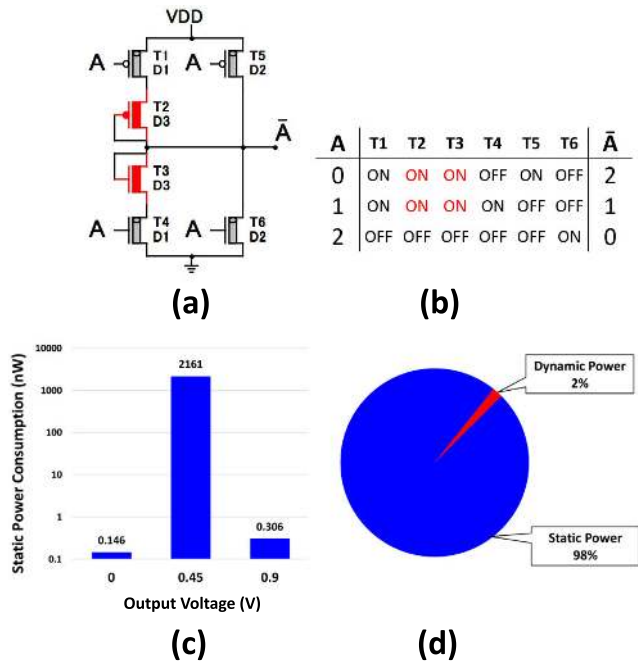 VDD
A T1 D1 A T5 D2
T2 D3
Ā
T3 D3
A T4 D1 A T6 D2
(a)
A T1 T2 T3 T4 T5 T6 Ā
0 ON ON ON OFF ON OFF 2
1 ON ON ON ON OFF OFF 1
2 OFF OFF OFF OFF OFF ON 0
(b)
Static Power Consumption (nW)
10000
1000
100
10
1
0.1
0.146
2161
0.306
0 0.45 0.9
Output Voltage (V)
(c)
Dynamic Power
2%
Static Power
98%
(d)